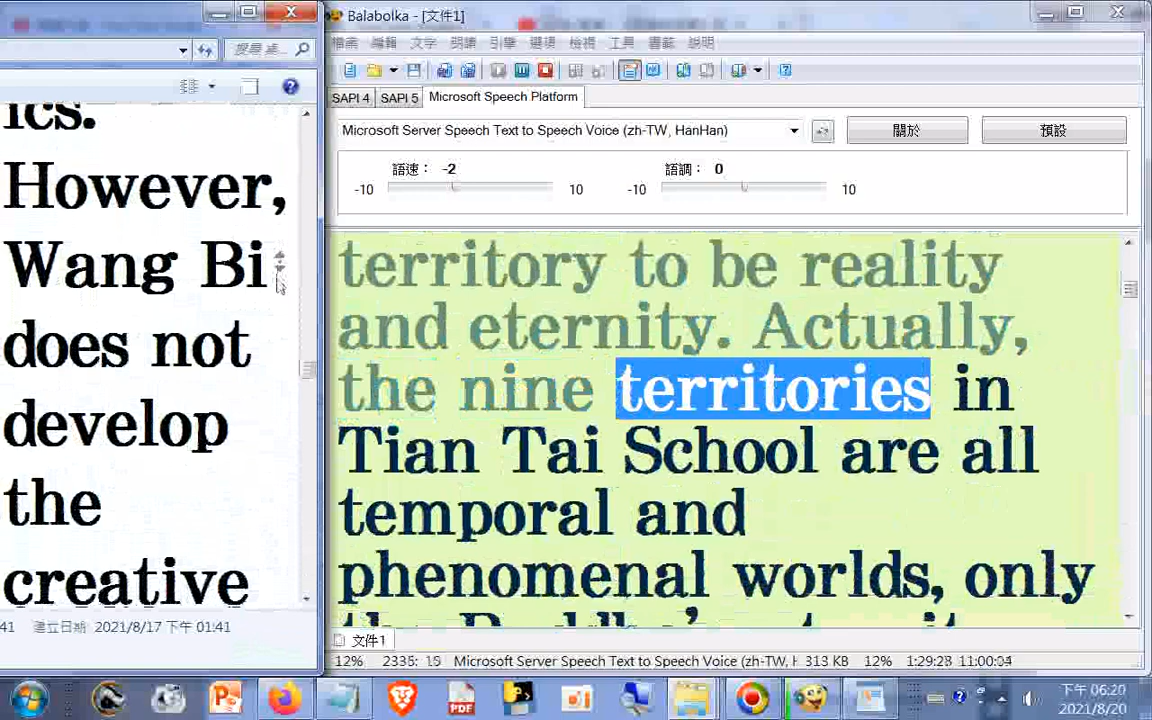 搜尋桌...
ics.
However,
Wang Bi
does not
develop
the
creative
41 建立日期 2021/8/17 下午 01:41
Balabolka - [文件1]
檔案 編輯 文字 朗讀 引擎 選項 檢視 工具 書籤 說明
SAPI 4 SAPI 5 Microsoft Speech Platform
Microsoft Server Speech Text to Speech Voice (zh-TW, HanHan) 關於 預設
語速： -2 語調： 0
-10 10 -10 10
territory to be reality
and eternity. Actually,
the nine territories in
Tian Tai School are all
temporal and
phenomenal worlds, only
文件1
12% 2335: 15 Microsoft Server Speech Text to Speech Voice (zh-TW, H 313 KB 12% 1:29:28 11:00:04
PDF
下午 06:20
2021/8/20